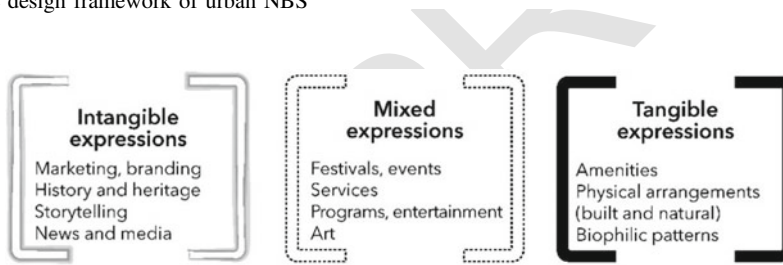 design framework of urban NBS
Intangible
expressions
Marketing, branding
History and heritage
Storytelling
News and media
Mixed
expressions
Festivals, events
Services
Programs, entertainment
Art
Tangible
expressions
Amenities
Physical arrangements
(built and natural)
Biophilic patterns